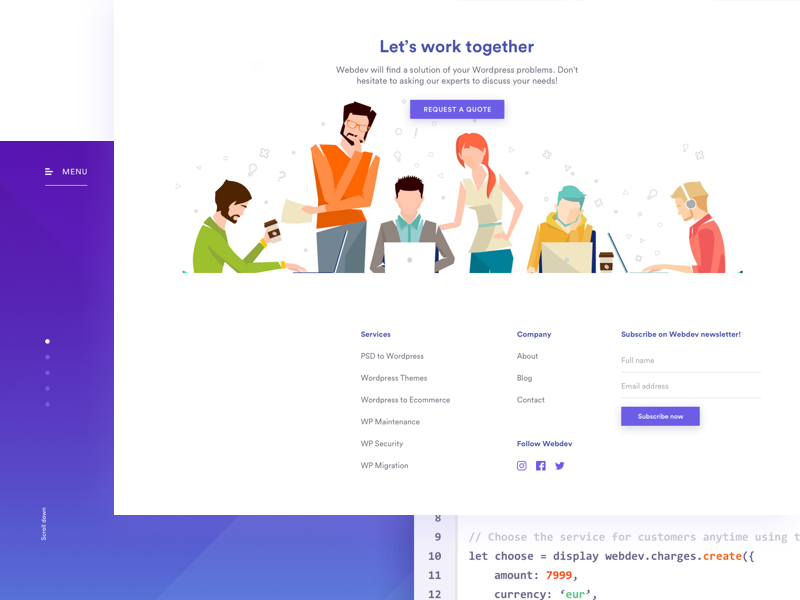 Let's work together
Webdev will find a solution of your Wordpress problems. Don't
hesitate to asking our experts to discuss your needs!
REQUEST A QUOTE
MENU
Scroll down
Services
PSD to Wordpress
Wordpress Themes
Wordpress to Ecommerce
WP Maintenance
WP Security
WP Migration
Company
About
Blog
Contact
Follow Webdev
Subscribe on Webdev newsletter!
Full name
Email address
Subscribe now
8
9 // Choose the service for customers anytime using t
10 let choose = display webdev.charges.create({
11 amount: 7999,
12 currency: ‘eur’,